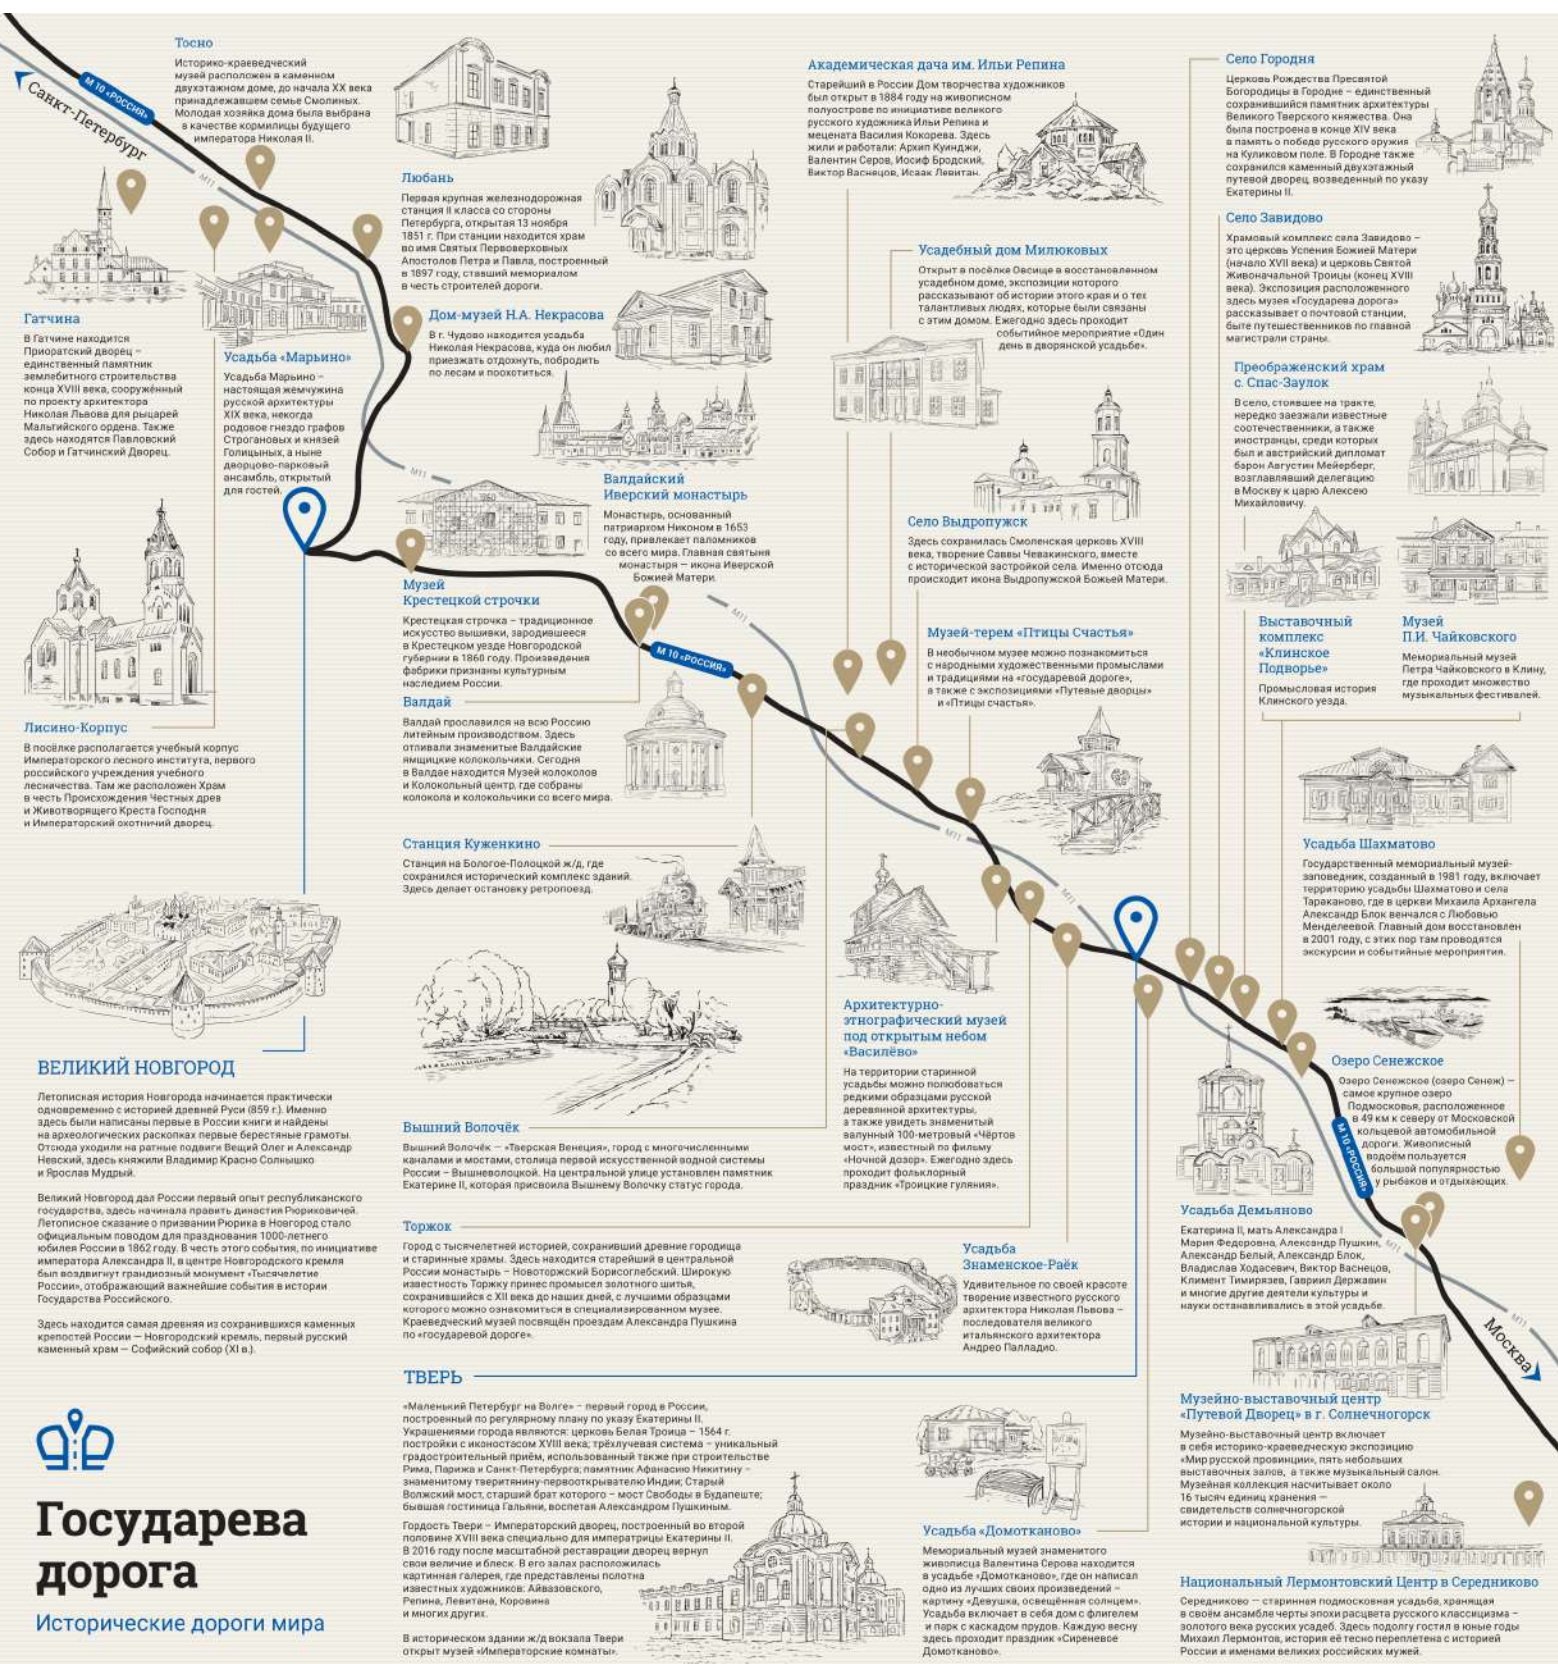 Тосно
Историко-краеведческий
музей расположен в каменном
двухэтажном доме, до начала XX века
принадлежавшем семье Смолиных.
Молодая хозяйка дома была выбрана
в качестве кормилицы будущего
императора Николая II.
М 10 «РОССИЯ»
Санкт-Петербург
М11
Гатчина
В Гатчине находится
Приоратский дворец –
единственный памятник
землебитного строительства
конца XVIII века, сооружённый
по проекту архитектора
Николая Львова для рыцарей
Мальтийского ордена. Также
здесь находятся Павловский
Собор и Гатчинский Дворец.
Усадьба «Марьино»
Усадьба Марьино –
настоящая жемчужина
русской архитектуры
XIX века, некогда
родовое гнездо графов
Строгановых и князей
Голицыных, а ныне
дворцово-парковый
ансамбль, открытый
для гостей.
Лисино-Корпус
В посёлке располагается учебный корпус
Императорского лесного института, первого
российского учреждения учебного
лесничества. Там же расположен Храм
в честь Происхождения Честных древ
и Животворящего Креста Господня
и Императорский охотничий дворец.
ВЕЛИКИЙ НОВГОРОД
Летописная история Новгорода начинается практически
одновременно с историей древней Руси (859 г.). Именно
здесь были написаны первые в России книги и найдены
на археологических раскопках первые берестяные грамоты.
Отсюда уходили на ратные подвиги Вещий Олег и Александр
Невский, здесь княжили Владимир Красно Солнышко
и Ярослав Мудрый.
Великий Новгород дал России первый опыт республиканского
государства, здесь начинала править династия Рюриковичей.
Летописное сказание о призвании Рюрика в Новгород стало
официальным поводом для празднования 1000-летнего
юбилея России в 1862 году. В честь этого события, по инициативе
императора Александра II, в центре Новгородского кремля
был воздвигнут грандиозный монумент «Тысячелетие
России», отображающий важнейшие события в истории
Государства Российского.
Здесь находится самая древняя из сохранившихся каменных
крепостей России — Новгородский кремль, первый русский
каменный храм — Софийский собор (XI в.).
Государева
дорога
Исторические дороги мира
Любань
Первая крупная железнодорожная
станция II класса со стороны
Петербурга, открытая 13 ноября
1851 г. При станции находится храм
во имя Святых Первоверховных
Апостолов Петра и Павла, построенный
в 1897 году, ставший мемориалом
в честь строителей дороги.
Дом-музей Н.А. Некрасова
В г. Чудово находится усадьба
Николая Некрасова, куда он любил
приезжать отдохнуть, побродить
по лесам и поохотиться.
М11
Валдайский
Иверский монастырь
Монастырь, основанный
патриархом Никоном в 1653
году, привлекает паломников
со всего мира. Главная святыня
монастыря — икона Иверской
Божией Матери.
Музей
Крестецкой строчки
Крестецкая строчка – традиционное
искусство вышивки, зародившееся
в Крестецком уезде Новгородской
губернии в 1860 году. Произведения
фабрики признаны культурным
наследием России.
М11
М 10 «РОССИЯ»
Валдай
Валдай прославился на всю Россию
литейным производством. Здесь
отливали знаменитые Валдайские
ямщицкие колокольчики. Сегодня
в Валдае находится Музей колоколов
и Колокольный центр, где собраны
колокола и колокольчики со всего мира.
Станция Куженкино
Станция на Бологое-Полоцкой ж/д, где
сохранился исторический комплекс зданий.
Здесь делает остановку ретропоезд.
Вышний Волочёк
Вышний Волочёк — «Тверская Венеция», город с многочисленными
каналами и мостами, столица первой искусственной водной системы
России – Вышневолоцкой. На центральной улице установлен памятник
Екатерине II, которая присвоила Вышнему Волочку статус города.
Торжок
Город с тысячелетней историей, сохранивший древние городища
и старинные храмы. Здесь находится старейший в центральной
России монастырь – Новоторжский Борисоглебский. Широкую
известность Торжку принес промысел золотного шитья,
сохранившийся с XII века до наших дней, с лучшими образцами
которого можно ознакомиться в специализированном музее.
Краеведческий музей посвящён проездам Александра Пушкина
по «государевой дороге».
ТВЕРЬ
«Маленький Петербург на Волге» – первый город в России,
построенный по регулярному плану по указу Екатерины II.
Украшениями города являются: церковь Белая Троица – 1564 г.
постройки с иконостасом XVIII века; трёхлучевая система – уникальный
градостроительный приём, использованный также при строительстве
Рима, Парижа и Санкт-Петербурга; памятник Афанасию Никитину –
знаменитому тверитянину-первооткрывателю Индии; Старый
Волжский мост, старший брат которого – мост Свободы в Будапеште;
бывшая гостиница Гальяни, воспетая Александром Пушкиным.
Гордость Твери – Императорский дворец, построенный во второй
половине XVIII века специально для императрицы Екатерины II.
В 2016 году после масштабной реставрации дворец вернул
свои величие и блеск. В его залах расположилась
картинная галерея, где представлены полотна
известных художников: Айвазовского,
Репина, Левитана, Коровина
и многих других.
В историческом здании ж/д вокзала Твери
открыт музей «Императорские комнаты».
Академическая дача им. Ильи Репина
Старейший в России Дом творчества художников
был открыт в 1884 году на живописном
полуострове по инициативе великого
русского художника Ильи Репина и
мецената Василия Кокорева. Здесь
жили и работали: Архип Куинджи,
Валентин Серов, Иосиф Бродский,
Виктор Васнецов, Исаак Левитан.
Усадебный дом Милюковых
Открыт в посёлке Овсище в восстановленном
усадебном доме, экспозиции которого
рассказывают об истории этого края и о тех
талантливых людях, которые были связаны
с этим домом. Ежегодно здесь проходит
событийное мероприятие «Один
день в дворянской усадьбе».
Село Выдропужск
Здесь сохранилась Смоленская церковь XVIII
века, творение Саввы Чевакинского, вместе
с исторической застройкой села. Именно отсюда
происходит икона Выдропужской Божьей Матери.
Музей-терем «Птицы Счастья»
В необычном музее можно познакомиться
с народными художественными промыслами
и традициями на «государевой дороге»,
а также с экспозициями «Путевые дворцы»
и «Птицы счастья».
М11
М11
Архитектурно-
этнографический музей
под открытым небом
«Василёво»
На территории старинной
усадьбы можно полюбоваться
редкими образцами русской
деревянной архитектуры,
а также увидеть знаменитый
валунный 100-метровый «Чёртов
мост», известный по фильму
«Ночной дозор». Ежегодно здесь
проходит фольклорный
праздник «Троицкие гуляния».
Усадьба
Знаменское-Раёк
Удивительное по своей красоте
творение известного русского
архитектора Николая Львова –
последователя великого
итальянского архитектора
Андрео Палладио.
Усадьба «Домотканово»
Мемориальный музей знаменитого
живописца Валентина Серова находится
в усадьбе «Домотканово», где он написал
одно из лучших своих произведений –
картину «Девушка, освещённая солнцем».
Усадьба включает в себя дом с флигелем
и парк с каскадом прудов. Каждую весну
здесь проходит праздник «Сиреневое
Домотканово».
Село Городня
Церковь Рождества Пресвятой
Богородицы в Городне – единственный
сохранившийся памятник архитектуры
Великого Тверского княжества. Она
была построена в конце XIV века
в память о победе русского оружия
на Куликовом поле. В Городне также
сохранился каменный двухэтажный
путевой дворец, возведенный по указу
Екатерины II.
Село Завидово
Храмовый комплекс села Завидово –
это церковь Успения Божией Матери
(начало XVII века) и церковь Святой
Живоначальной Троицы (конец XVIII
века). Экспозиция расположенного
здесь музея «Государева дорога»
рассказывает о почтовой станции,
быте путешественников по главной
магистрали страны.
Преображенский храм
с. Спас-Заулок
В село, стоявшее на тракте,
нередко заезжали известные
соотечественники, а также
иностранцы, среди которых
был и австрийский дипломат
барон Августин Мейерберг,
возглавлявший делегацию
в Москву к царю Алексею
Михайловичу.
Выставочный
комплекс
«Клинское
Подворье»
Промысловая история
Клинского уезда.
Музей
П.И. Чайковского
Мемориальный музей
Петра Чайковского в Клину,
где проходит множество
музыкальных фестивалей.
Усадьба Шахматово
Государственный мемориальный музей-
заповедник, созданный в 1981 году, включает
территорию усадьбы Шахматово и села
Тараканово, где в церкви Михаила Архангела
Александр Блок венчался с Любовью
Менделеевой. Главный дом восстановлен
в 2001 году, с этих пор там проводятся
экскурсии и событийные мероприятия.
Озеро Сенежское
Озеро Сенежское (озеро Сенеж) —
самое крупное озеро
Подмосковья, расположенное
в 49 км к северу от Московской
кольцевой автомобильной
дороги. Живописный
водоём пользуется
большой популярностью
у рыбаков и отдыхающих.
М 10 «РОССИЯ»
Усадьба Демьяново
Екатерина II, мать Александра I
Мария Федоровна, Александр Пушкин,
Александр Белый, Александр Блок,
Владислав Ходасевич, Виктор Васнецов,
Климент Тимирязев, Гавриил Державин
и многие другие деятели культуры и
науки останавливались в этой усадьбе.
М11
М11
Москва
Музейно-выставочный центр
«Путевой Дворец» в г. Солнечногорск
Музейно-выставочный центр включает
в себя историко-краеведческую экспозицию
«Мир русской провинции», пять небольших
выставочных залов, а также музыкальный салон.
Музейная коллекция насчитывает около
16 тысяч единиц хранения —
свидетельств солнечногорской
истории и национальной культуры.
Национальный Лермонтовский Центр в Середниково
Середниково — старинная подмосковная усадьба, хранящая
в своём ансамбле черты эпохи расцвета русского классицизма –
золотого века русских усадеб. Здесь подолгу гостил в юные годы
Михаил Лермонтов, история её тесно переплетена с историей
России и именами великих российских мужей.